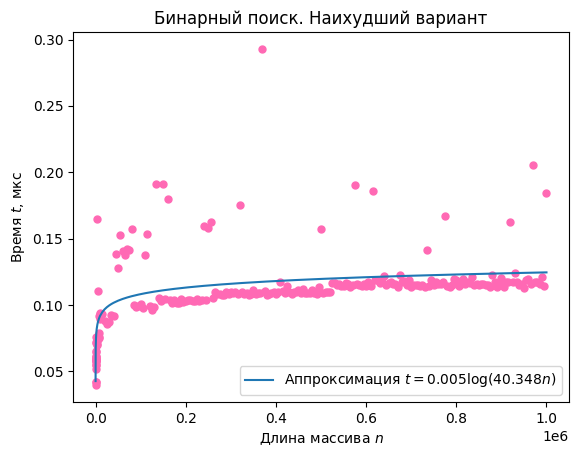 Бинарный поиск. Наихудший вариант
0.30
0.25
0.20
0.15
0.10
0.05
Время t, мкс
Аппроксимация t = 0.005log(40.348n)
0.0 0.2 0.4 0.6 0.8 1.0
1e6
Длина массива n